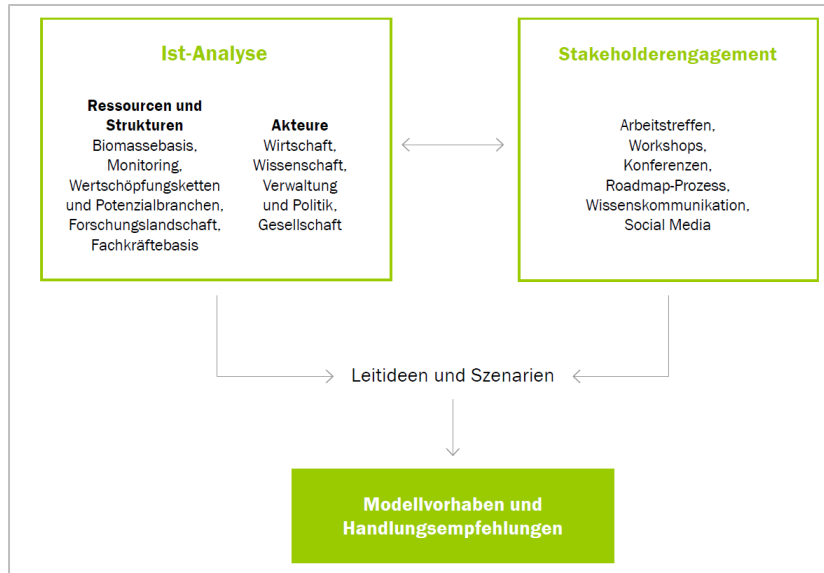 Ist-Analyse
Ressourcen und
Strukturen
Biomassebasis,
Monitoring,
Wertschöpfungsketten
und Potenzialbranchen,
Forschungslandschaft,
Fachkräftebasis
Akteure
Wirtschaft,
Wissenschaft,
Verwaltung
und Politik,
Gesellschaft
Stakeholderengagement
Arbeitstreffen,
Workshops,
Konferenzen,
Roadmap-Prozess,
Wissenskommunikation,
Social Media
Leitideen und Szenarien
Modellvorhaben und
Handlungsempfehlungen